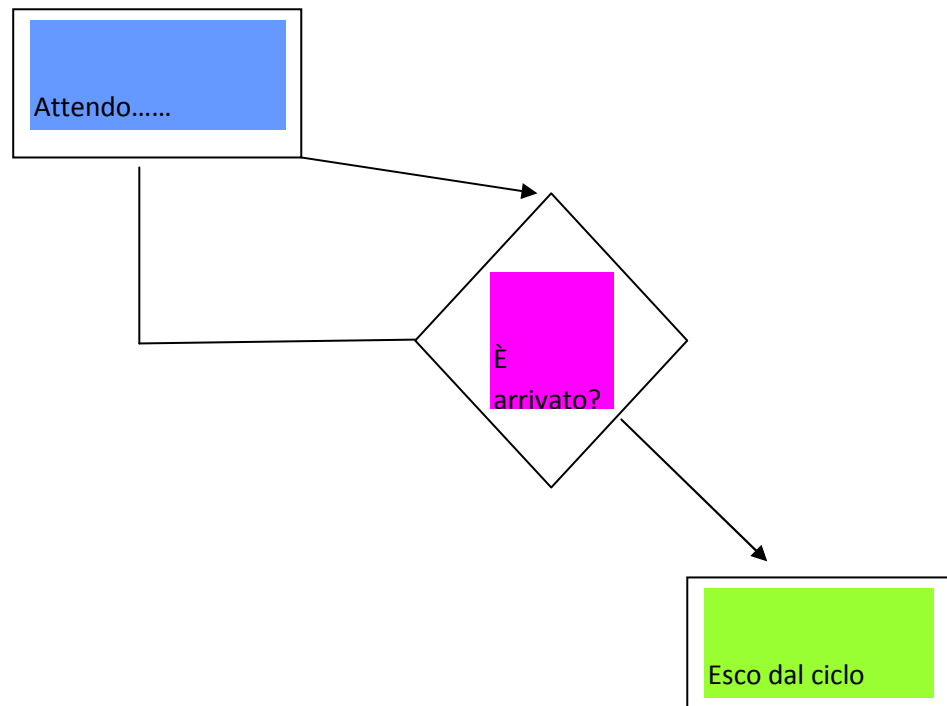 Attendo......
È
arrivato?
Esco dal ciclo